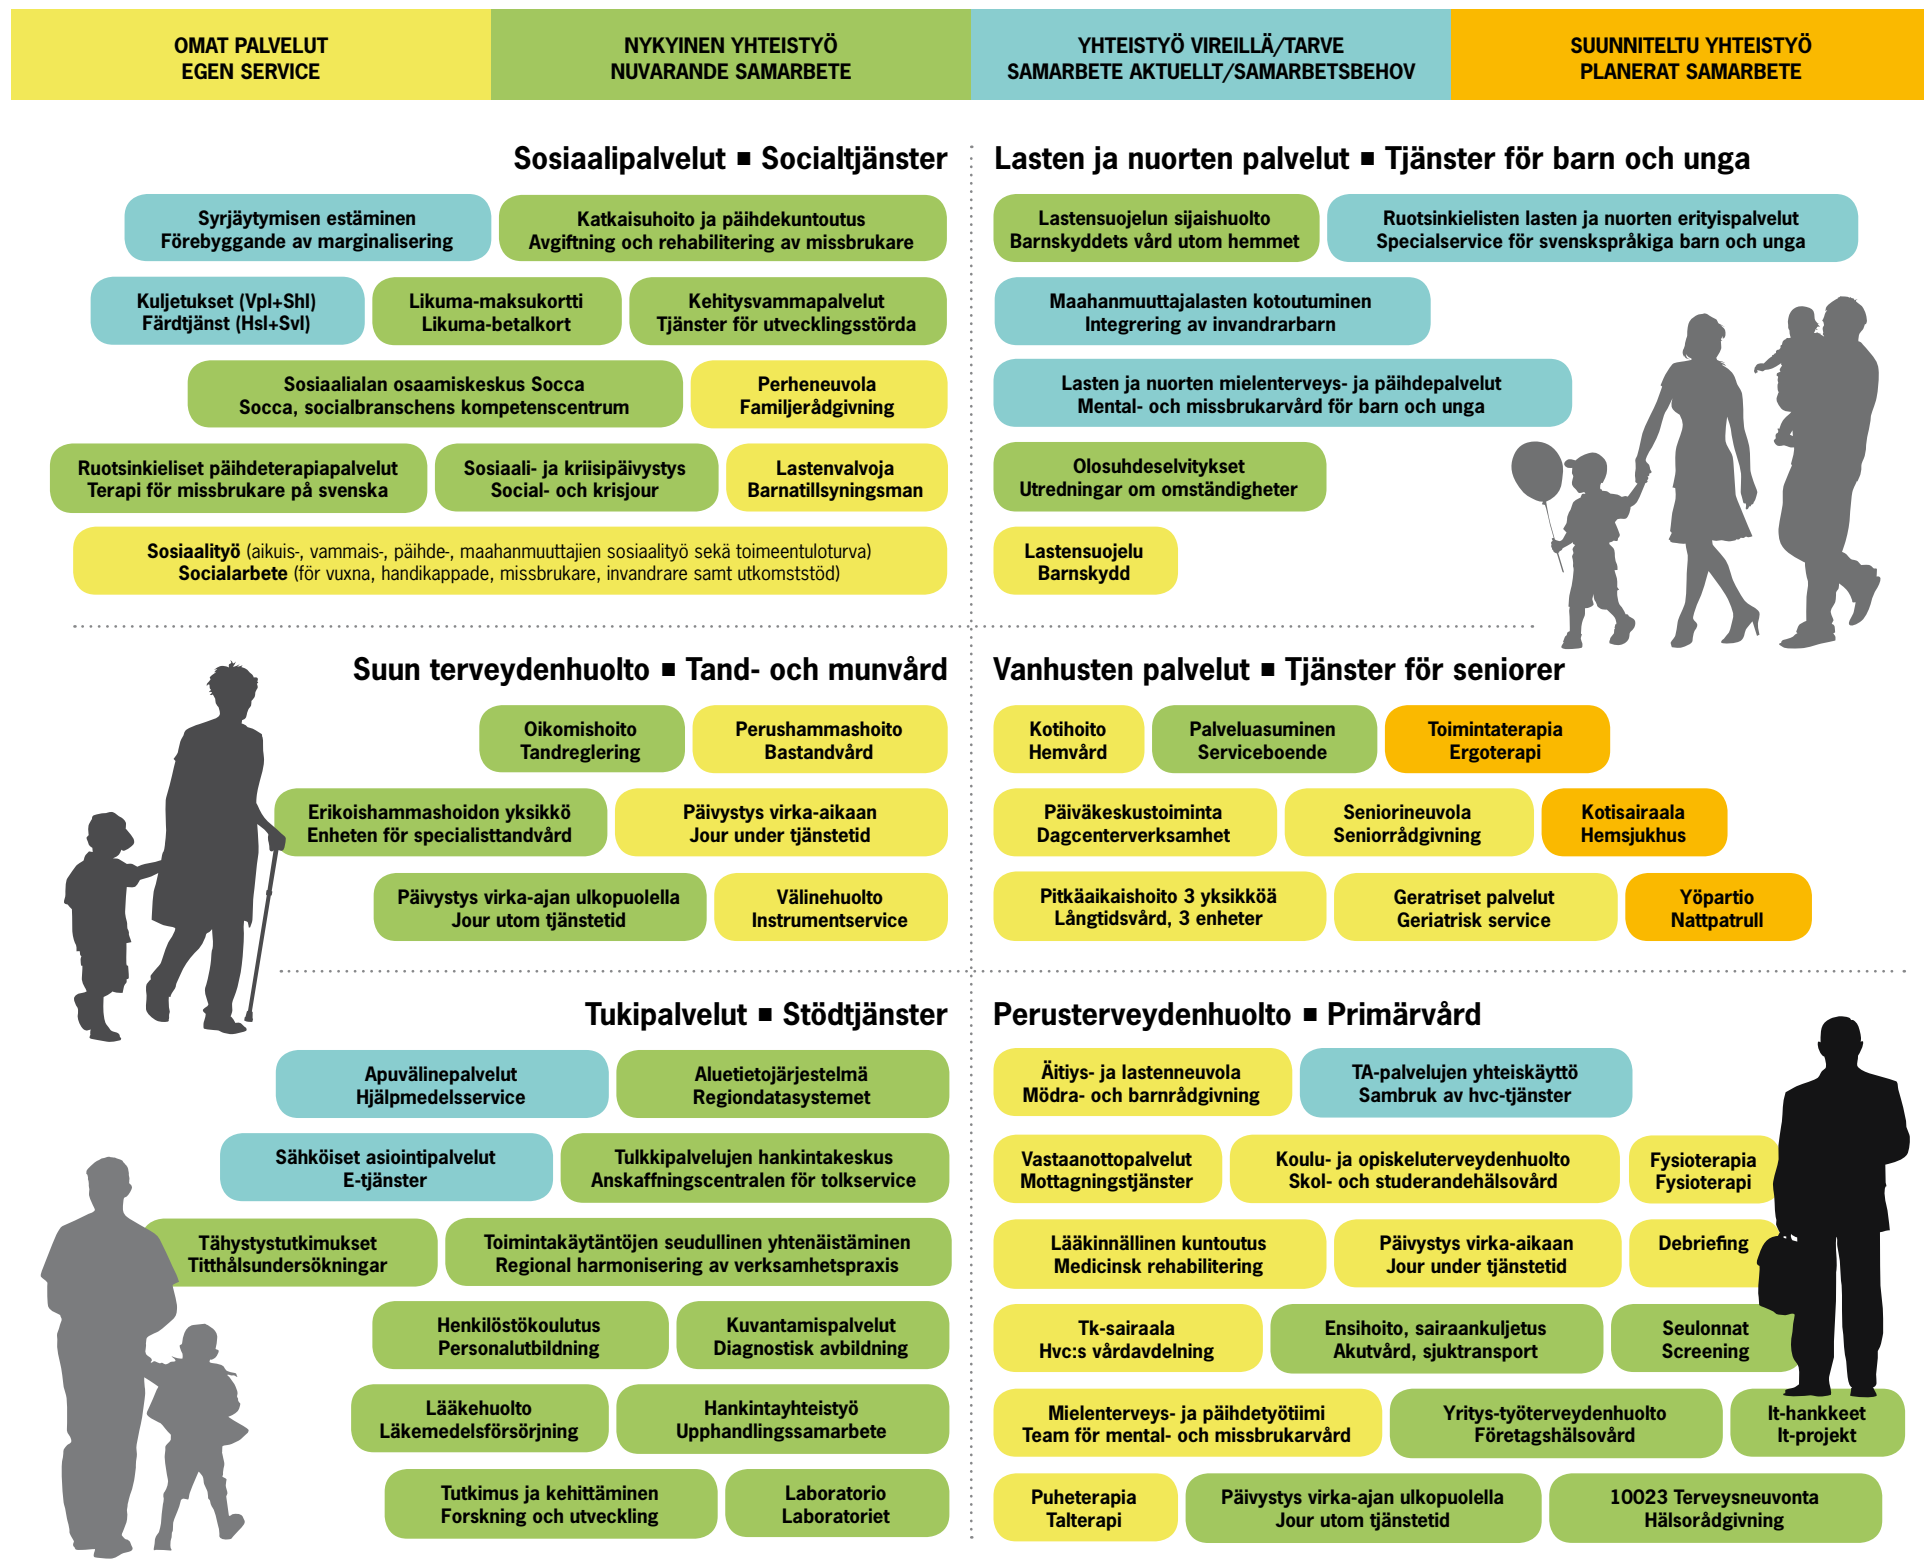 OMAT PALVELUT
EGEN SERVICE
NYKYINEN YHTEISTYÖ
NUVARANDE SAMARBETE
YHTEISTYÖ VIREILLÄ/TARVE
SAMARBETE AKTUELLT/SAMARBETSBEHOV
SUUNNITELTU YHTEISTYÖ
PLANERAT SAMARBETE
Sosiaalipalvelut ■ Socialtjänster
Syrjäytymisen estäminen
Förebyggande av marginalisering
Katkaisuhoito ja päihdekuntoutus
Avgiftning och rehabilitering av missbrukare
Kuljetukset (Vpl+Shl)
Färdtjänst (Hsl+Svl)
Likuma-maksukortti
Likuma-betalkort
Kehitysvammapalvelut
Tjänster för utvecklingsstörda
Sosiaalialan osaamiskeskus Socca
Socca, socialbranschens kompetenscentrum
Perheneuvola
Familjerådgivning
Ruotsinkieliset päihdeterapiapalvelut
Terapi för missbrukare på svenska
Sosiaali- ja kriisipäivystys
Social- och krisjour
Lastenvalvoja
Barnatillsyningsman
Sosiaalityö (aikuis-, vammais-, päihde-, maahanmuuttajien sosiaalityö sekä toimeentuloturva)
Socialarbete (för vuxna, handikappade, missbrukare, invandrare samt utkomststöd)
Lasten ja nuorten palvelut ■ Tjänster för barn och unga
Lastensuojelun sijaishuolto
Barnskyddets vård utom hemmet
Ruotsinkielisten lasten ja nuorten erityispalvelut
Specialservice för svenskspråkiga barn och unga
Maahanmuuttajalasten kotoutuminen
Integrering av invandrarbarn
Lasten ja nuorten mielenterveys- ja päihdepalvelut
Mental- och missbrukarvård för barn och unga
Olosuhdeselvitykset
Utredningar om omständigheter
Lastensuojelu
Barnskydd
Suun terveydenhuolto ■ Tand- och munvård
Oikomishoito
Tandreglering
Perushammashoito
Bastandvård
Erikoishammashoidon yksikkö
Enheten för specialisttandvård
Päivystys virka-aikaan
Jour under tjänstetid
Päivystys virka-ajan ulkopuolella
Jour utom tjänstetid
Välinehuolto
Instrumentservice
Vanhusten palvelut ■ Tjänster för seniorer
Kotihoito
Hemvård
Palveluasuminen
Serviceboende
Toimintaterapia
Ergoterapi
Päiväkeskustoiminta
Dagcenterverksamhet
Seniorineuvola
Seniorrådgivning
Kotisairaala
Hemsjukhus
Pitkäaikaishoito 3 yksikköä
Långtidsvård, 3 enheter
Geratriset palvelut
Geriatrisk service
Yöpartio
Nattpatrull
Tukipalvelut ■ Stödtjänster
Apuvälinepalvelut
Hjälpmedelsservice
Aluetietojärjestelmä
Regiondatasystemet
Sähköiset asiointipalvelut
E-tjänster
Tulkkipalvelujen hankintakeskus
Anskaffningscentralen för tolkservice
Tähystystutkimukset
Titthålsundersökningar
Toimintakäytäntöjen seudullinen yhtenäistäminen
Regional harmonisering av verksamhetspraxis
Henkilöstökoulutus
Personalutbildning
Kuvantamispalvelut
Diagnostisk avbildning
Lääkehuolto
Läkemedelsförsörjning
Hankintayhteistyö
Upphandlingssamarbete
Tutkimus ja kehittäminen
Forskning och utveckling
Laboratorio
Laboratoriet
Perusterveydenhuolto ■ Primärvård
Äitiys- ja lastenneuvola
Mödra- och barnrådgivning
TA-palvelujen yhteiskäyttö
Sambruk av hvc-tjänster
Vastaanottopalvelut
Mottagningstjänster
Koulu- ja opiskeluterveydenhuolto
Skol- och studerandehälsovård
Fysioterapia
Fysioterapi
Lääkinnällinen kuntoutus
Medicinsk rehabilitering
Päivystys virka-aikaan
Jour under tjänstetid
Debriefing
Tk-sairaala
Hvc:s vårdavdelning
Ensihoito, sairaankuljetus
Akutvård, sjuktransport
Seulonnat
Screening
Mielenterveys- ja päihdetyötiimi
Team för mental- och missbrukarvård
Yritys-työterveydenhuolto
Företagshälsovård
It-hankkeet
It-projekt
Puheterapia
Talterapi
Päivystys virka-ajan ulkopuolella
Jour utom tjänstetid
10023 Terveysneuvonta
Hälsorådgivning